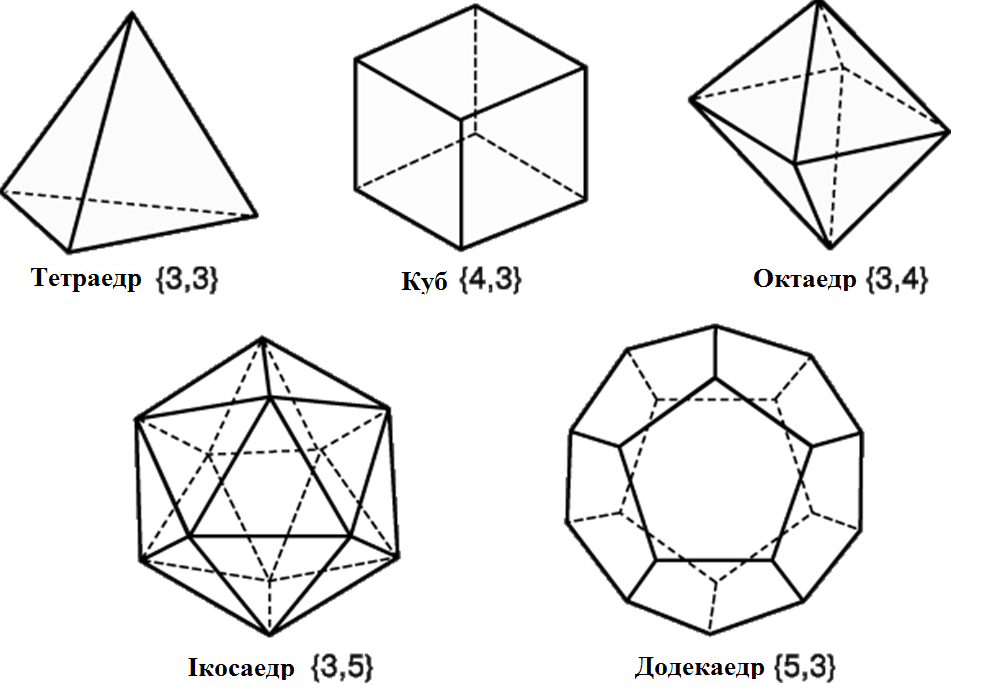 Тетраедр {3,3}
Куб {4,3}
Октаедр {3,4}
Ікосаедр {3,5}
Додекаедр {5,3}